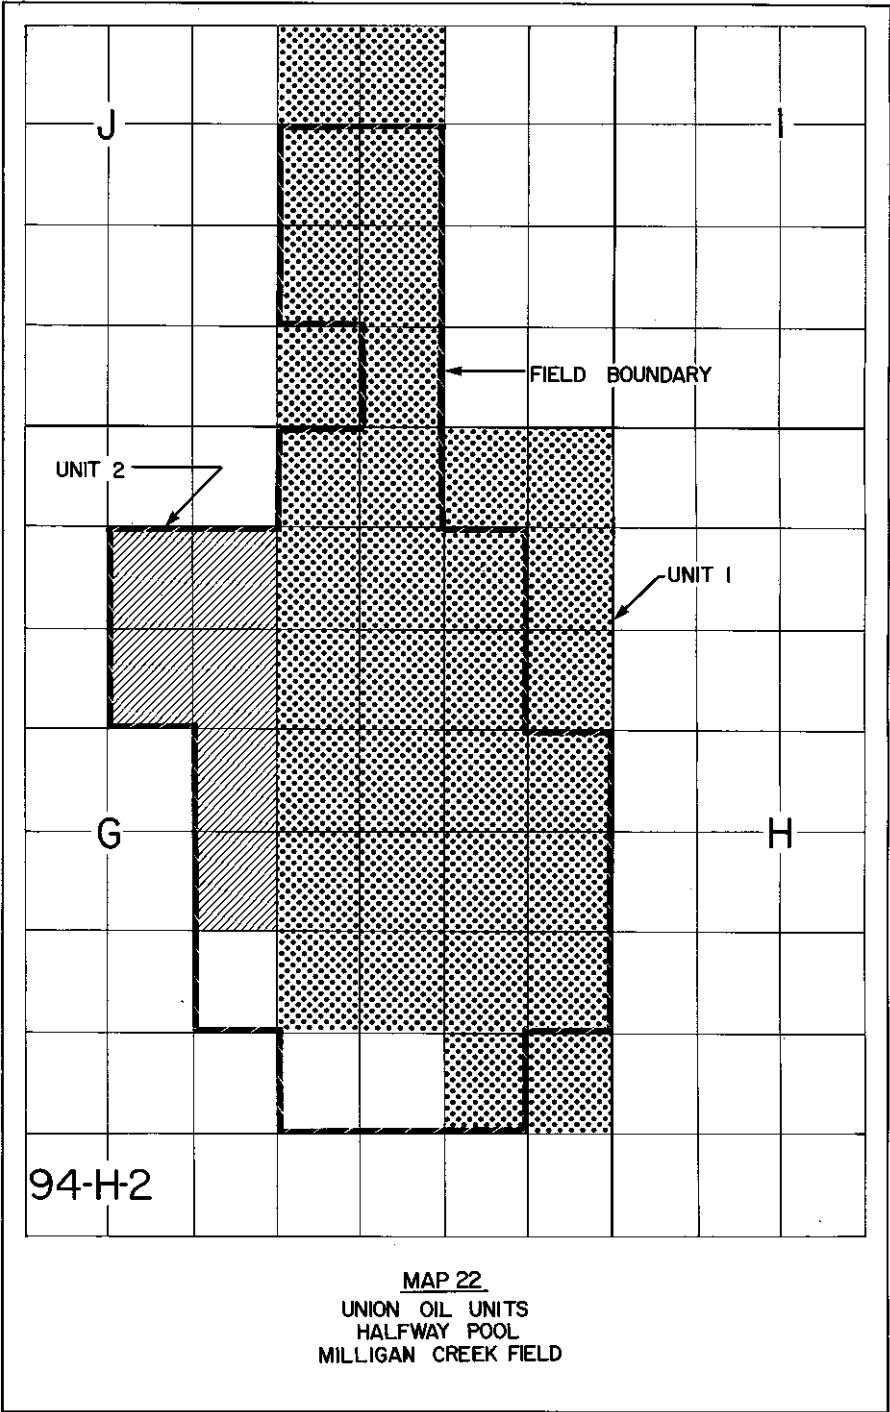 J
I
FIELD BOUNDARY
UNIT 2
UNIT 1
G
H
94-H-2
MAP 22
UNION OIL UNITS
HALFWAY POOL
MILLIGAN CREEK FIELD